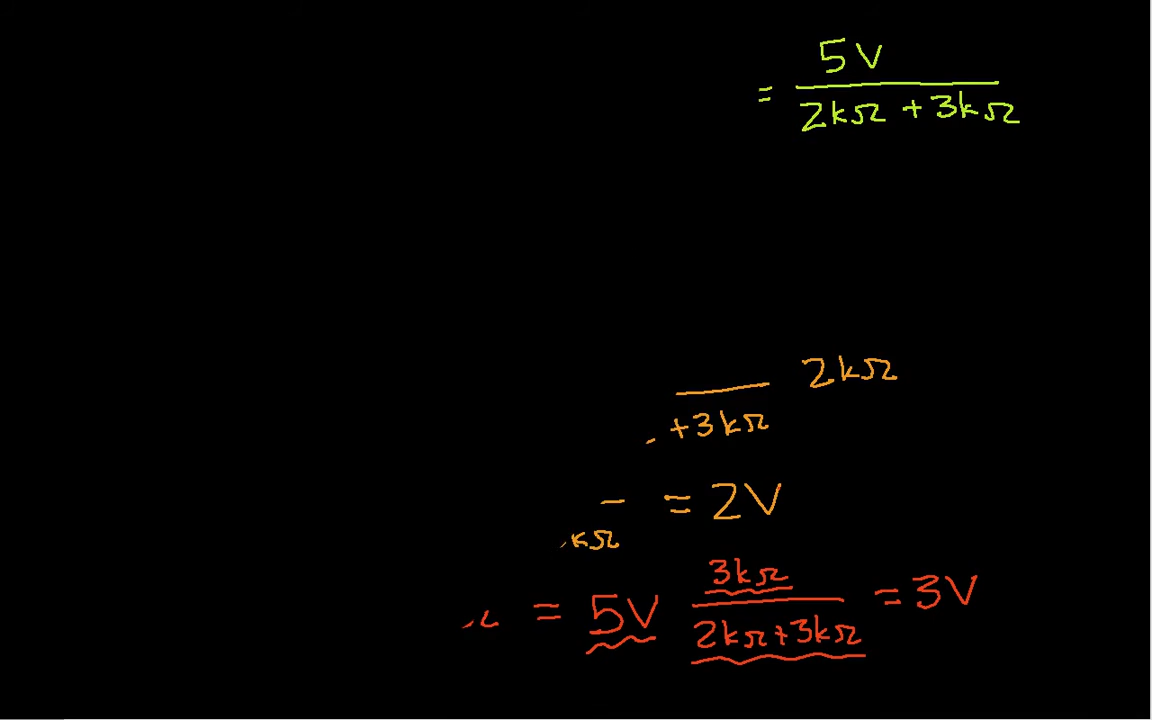 = 5V
2kΩ + 3kΩ
2kΩ
+3kΩ
= 2V
kΩ
3kΩ
= 5V = 3V
2kΩ+3kΩ